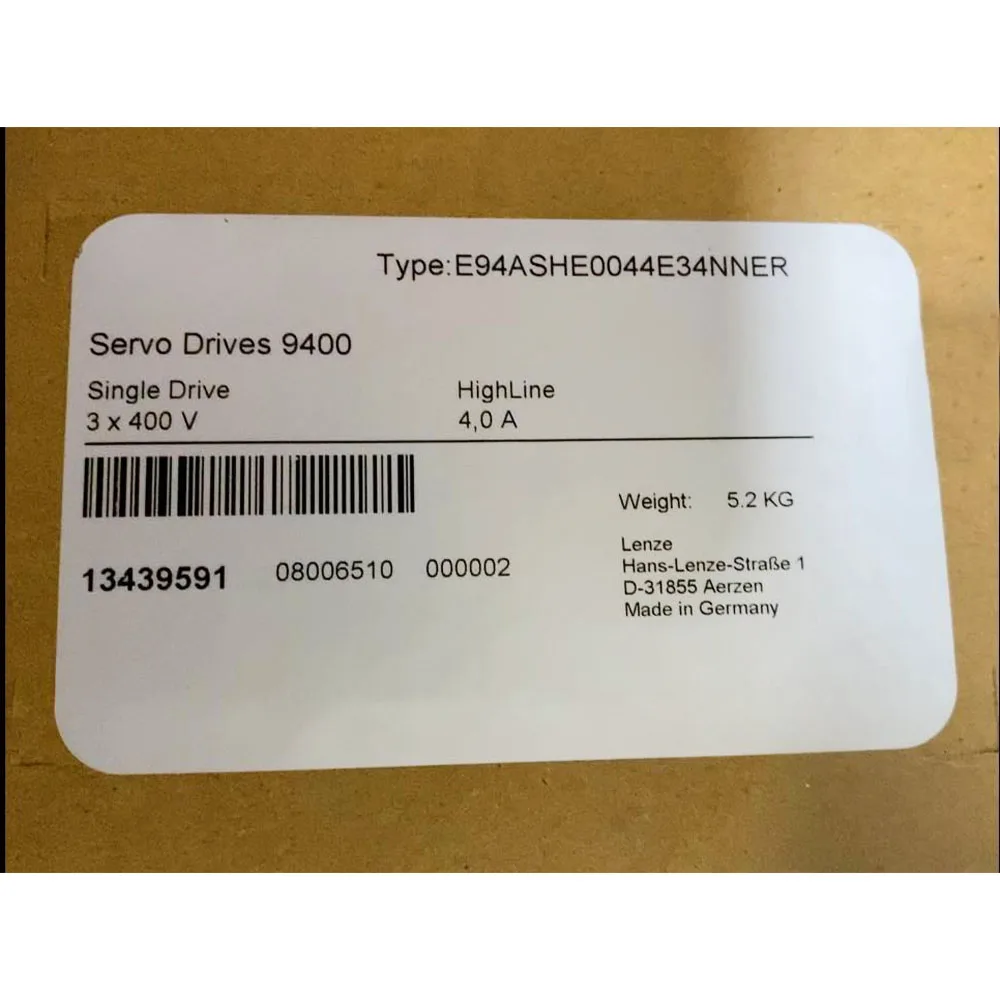 Type:E94ASHE0044E34NNER
Servo Drives 9400
Single Drive HighLine
3 x 400 V 4,0 A
Weight: 5.2 KG
13439591 08006510 000002
Lenze
Hans-Lenze-Straße 1
D-31855 Aerzen
Made in Germany